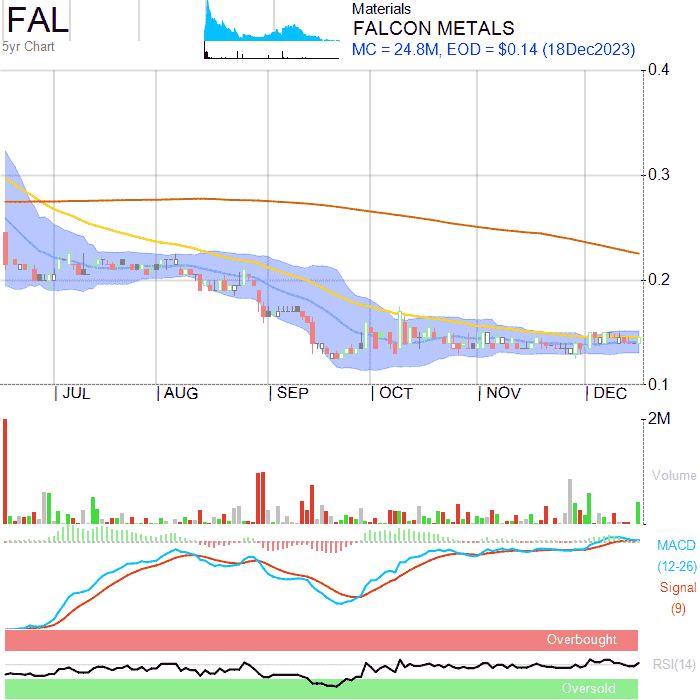 FAL
5yr Chart
Materials
FALCON METALS
MC = 24.8M, EOD = $0.14 (18Dec2023)
0.4
0.3
0.2
0.1
JUL AUG SEP OCT NOV DEC
2M
Volume
MACD
(12-26)
Signal
(9)
Overbought
RSI(14)
Oversold